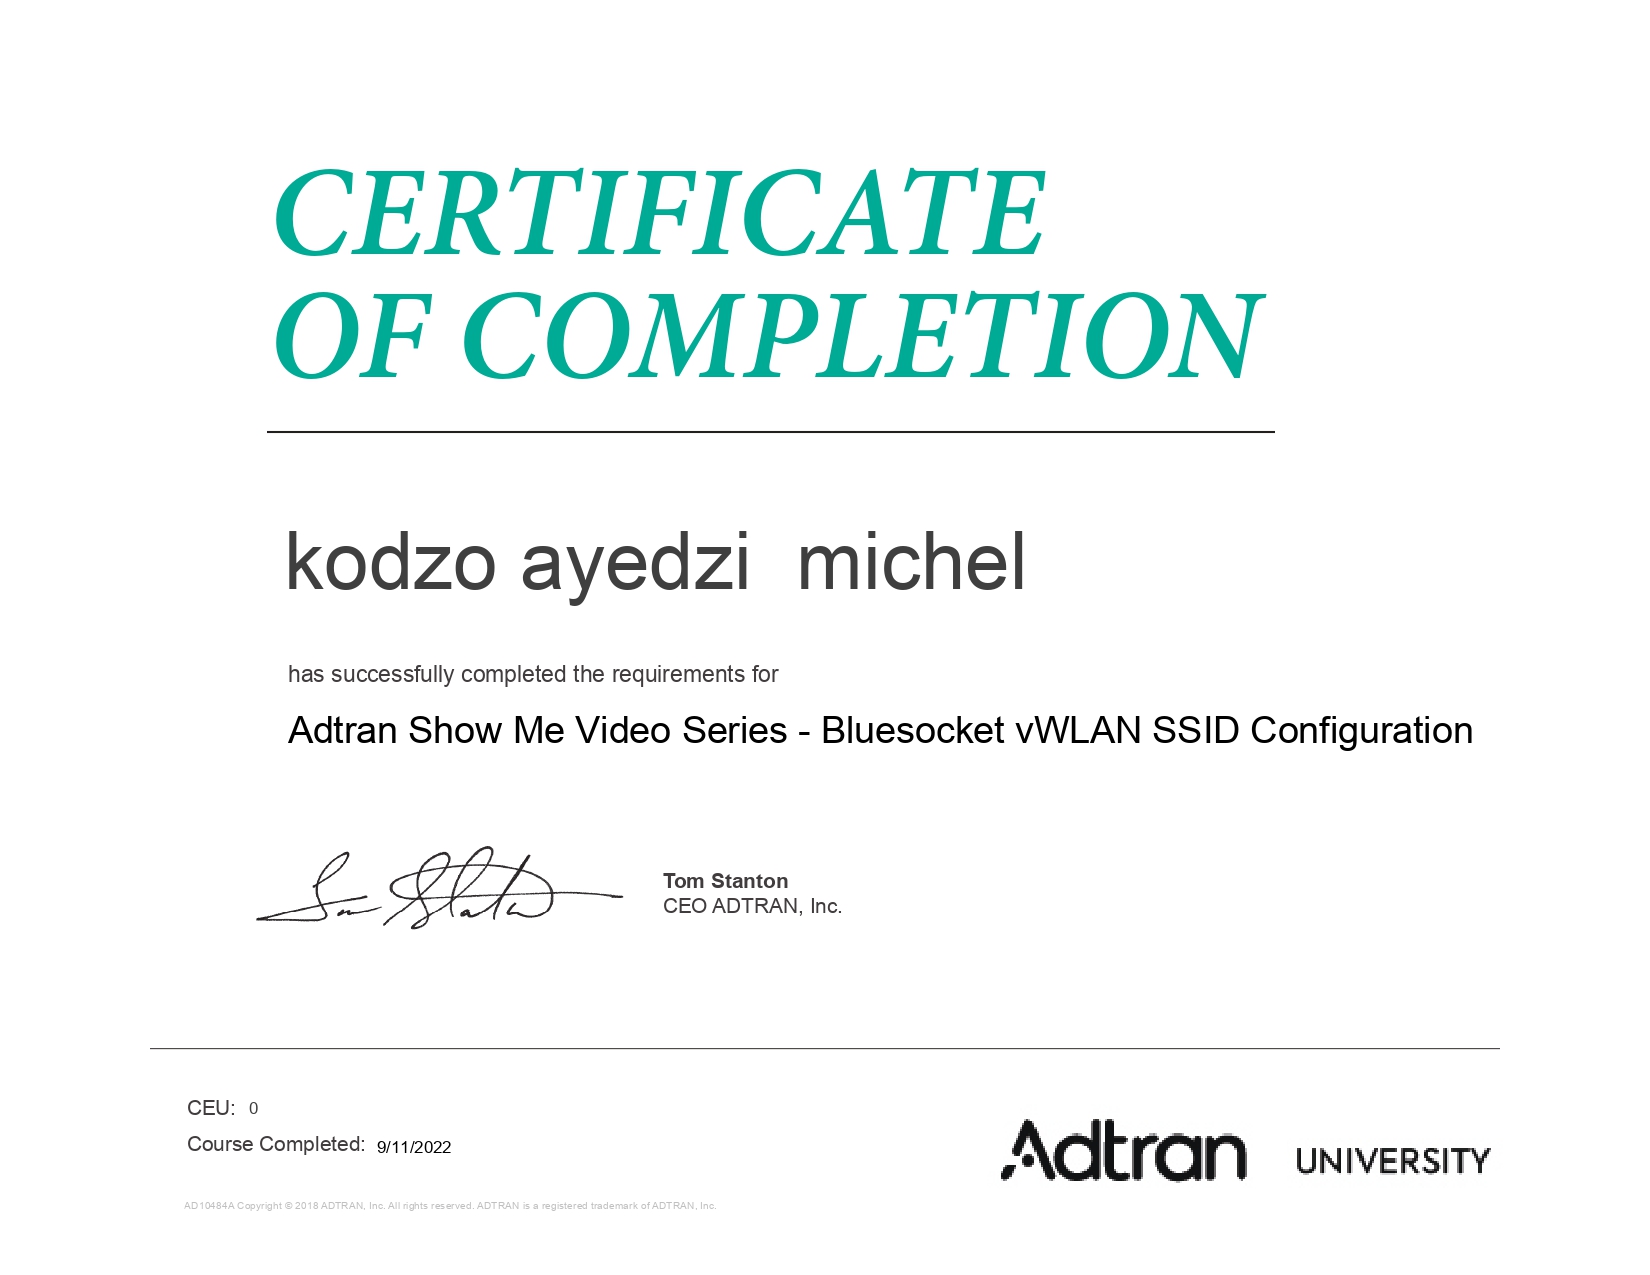 CERTIFICATE
OF COMPLETION
kodzo ayedzi  michel
has successfully completed the requirements for
Adtran Show Me Video Series - Bluesocket vWLAN SSID Configuration
Tom Stanton
CEO ADTRAN, Inc.
CEU: 0
Course Completed: 9/11/2022
Adtran UNIVERSITY
AD10484A Copyright © 2018 ADTRAN, Inc. All rights reserved. ADTRAN is a registered trademark of ADTRAN, Inc.